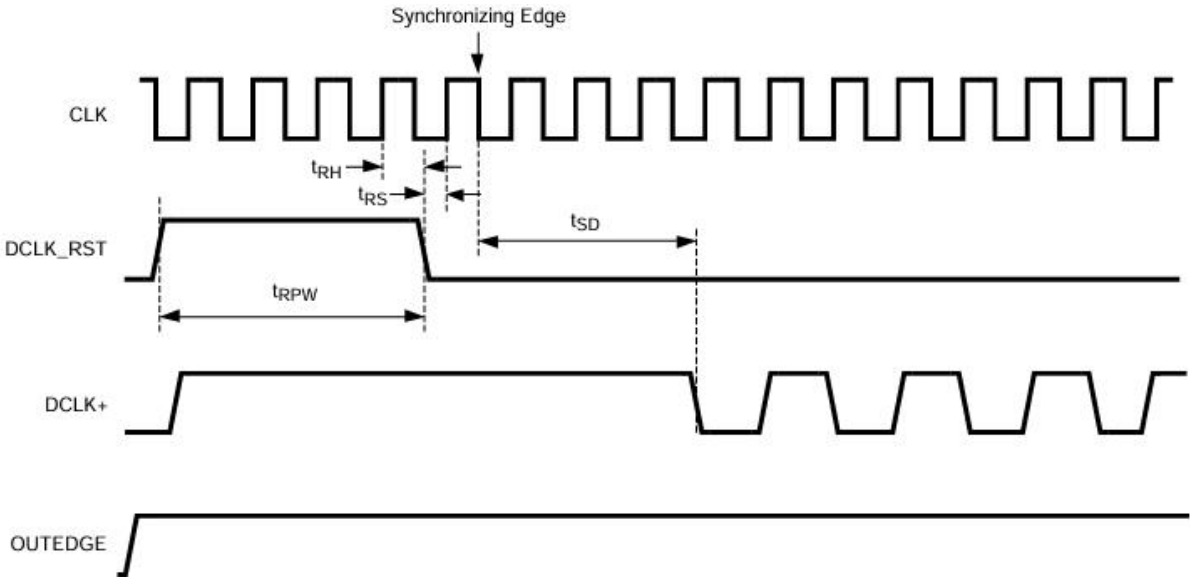 Synchronizing Edge
CLK
tRH
tRS
tSD
DCLK_RST
tRPW
DCLK+
OUTEDGE